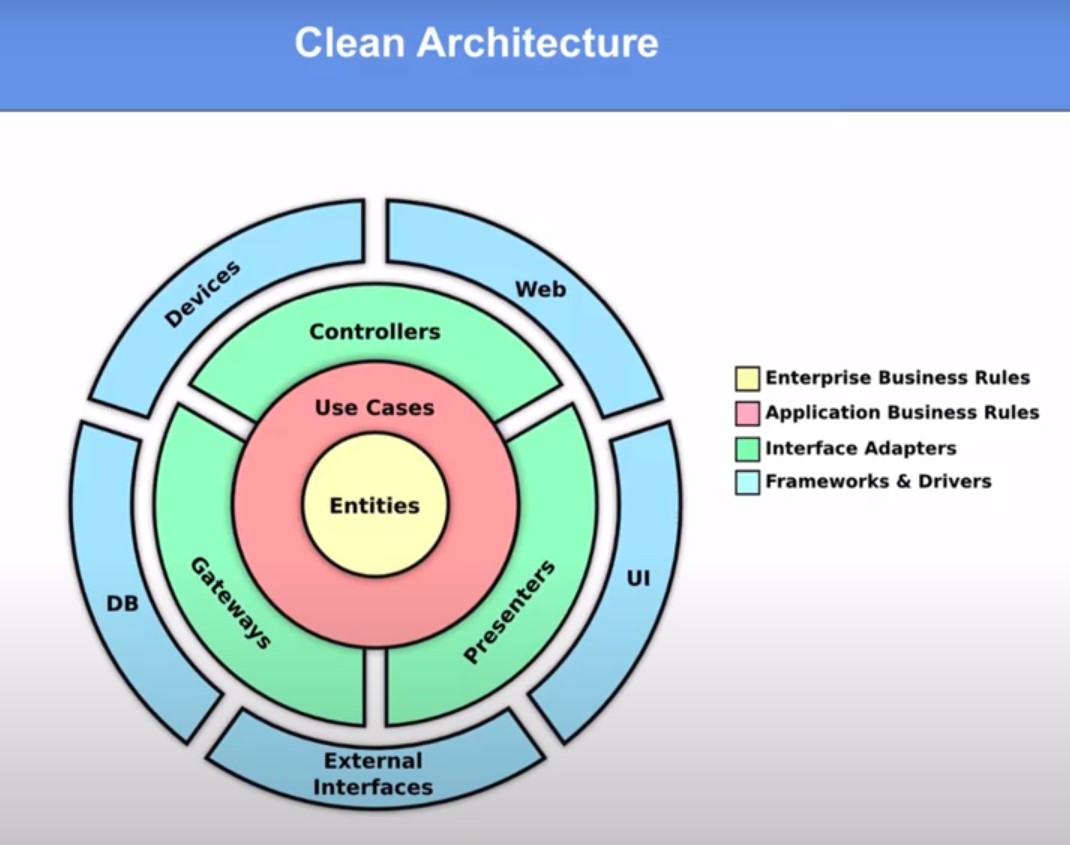 Clean Architecture
Devices
Web
Controllers
Use Cases
Entities
Gateways
Presenters
DB
UI
External
Interfaces
Enterprise Business Rules
Application Business Rules
Interface Adapters
Frameworks & Drivers